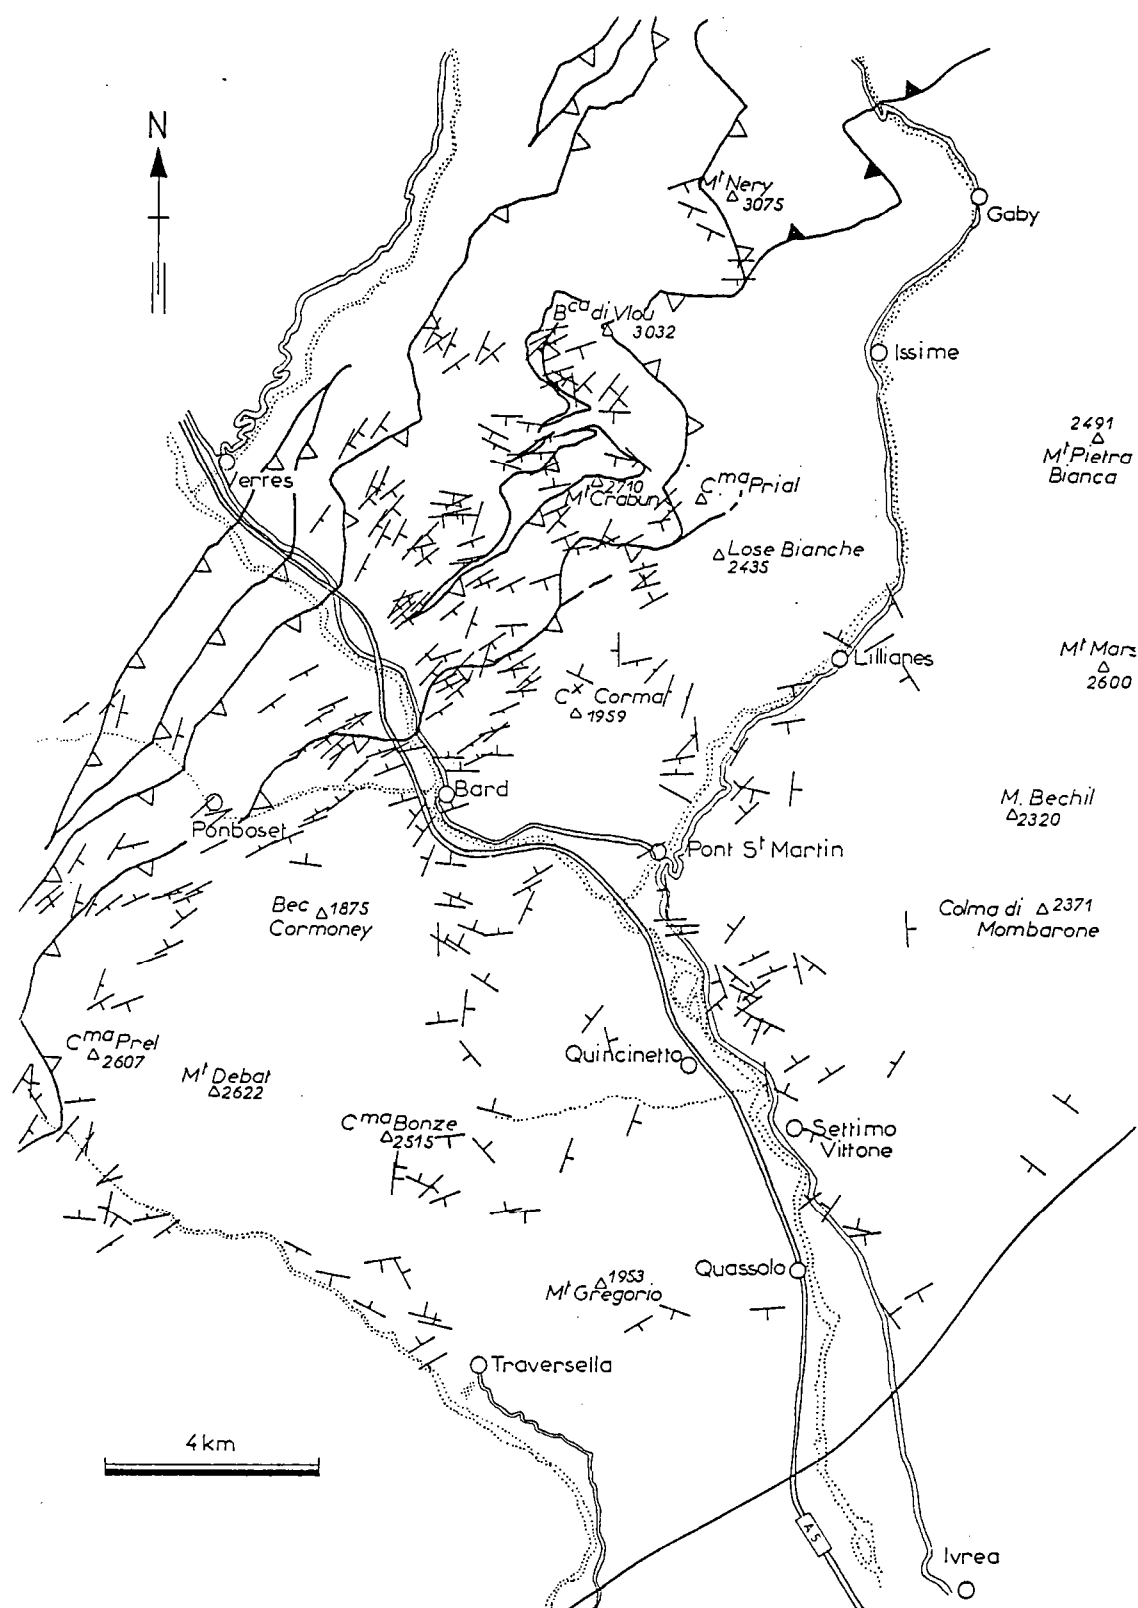 N
Mt Nery
3075
Gaby
Bca di Vlou
3032
Issime
2491
Mt Pietra
Bianca
Verres
2710
Mt Crabun
Cma Prial
Lose Bianche
2435
Lillianes
Mt Mars
2600
Cx Cormat
1959
Bard
M. Bechil
2320
Ponboset
Pont St Martin
Bec 1875
Cormoney
Colma di 2371
Mombarone
Cma Prel
2607
Quincinetto
Mt Debat
2622
Cma Bonze
2515
Settimo
Vittone
Quassolo
1953
Mt Gregorio
Traversella
4km
A5
Ivrea